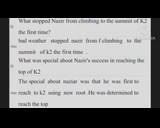 What stopped Nazir from climbing to the summit of K2
the first time?
bad weather stopped nazir from f climbing to the
summit of k2 the first time .
What was special about Nazir's success in reaching the
top of K2
The special about naziar was that he was first to
reach to k2 using new root .He was determined to
reach the top